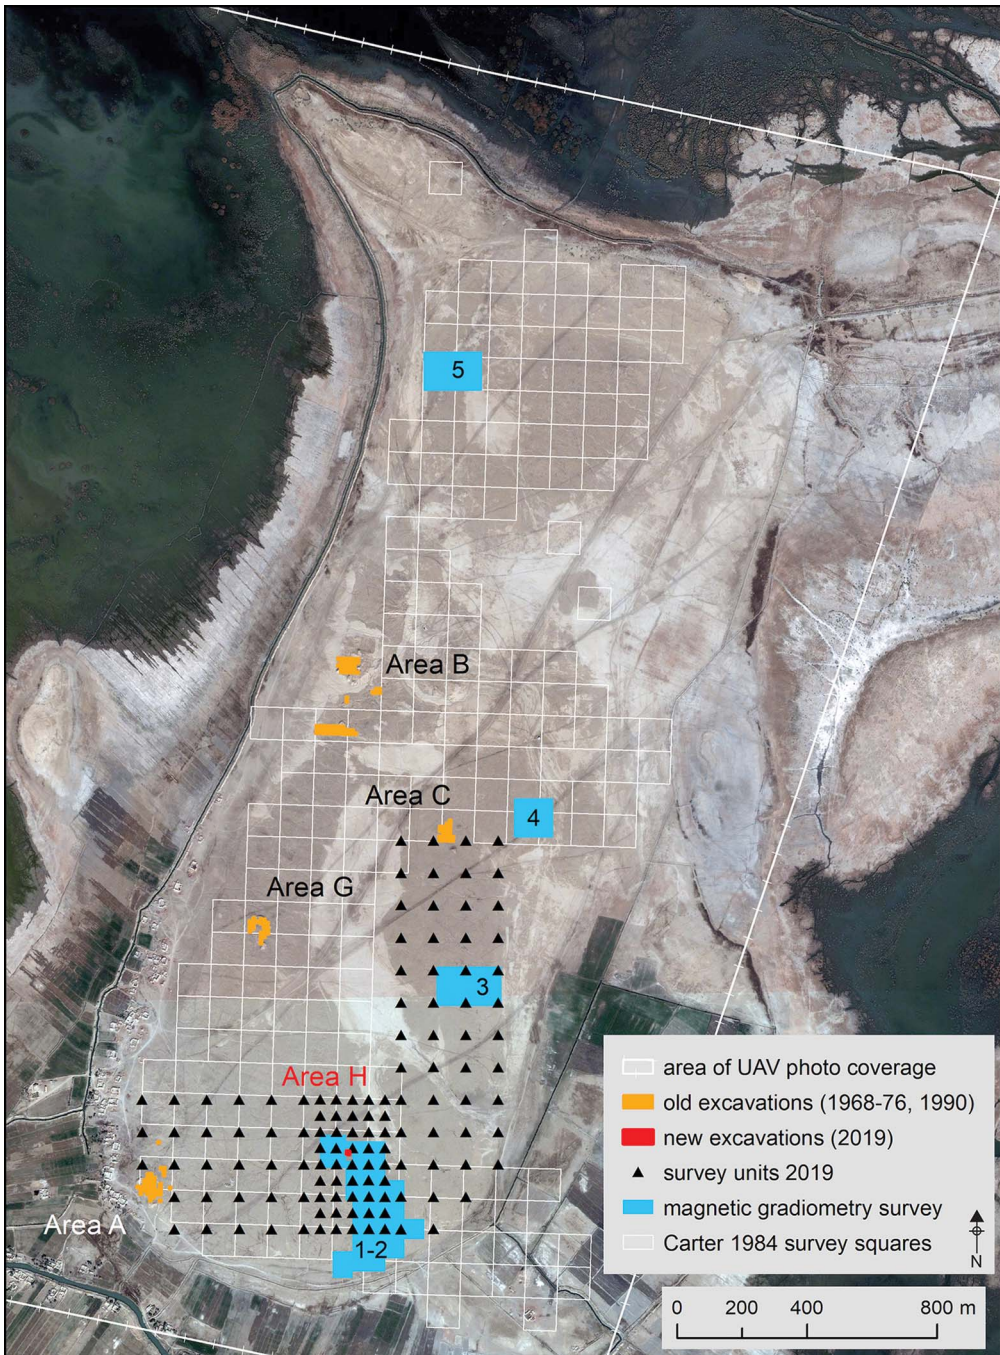 5
Area B
Area C
4
Area G
3
Area H
Area A
1-2
area of UAV photo coverage
old excavations (1968-76, 1990)
new excavations (2019)
survey units 2019
magnetic gradiometry survey
Carter 1984 survey squares
N
0 200 400 800 m